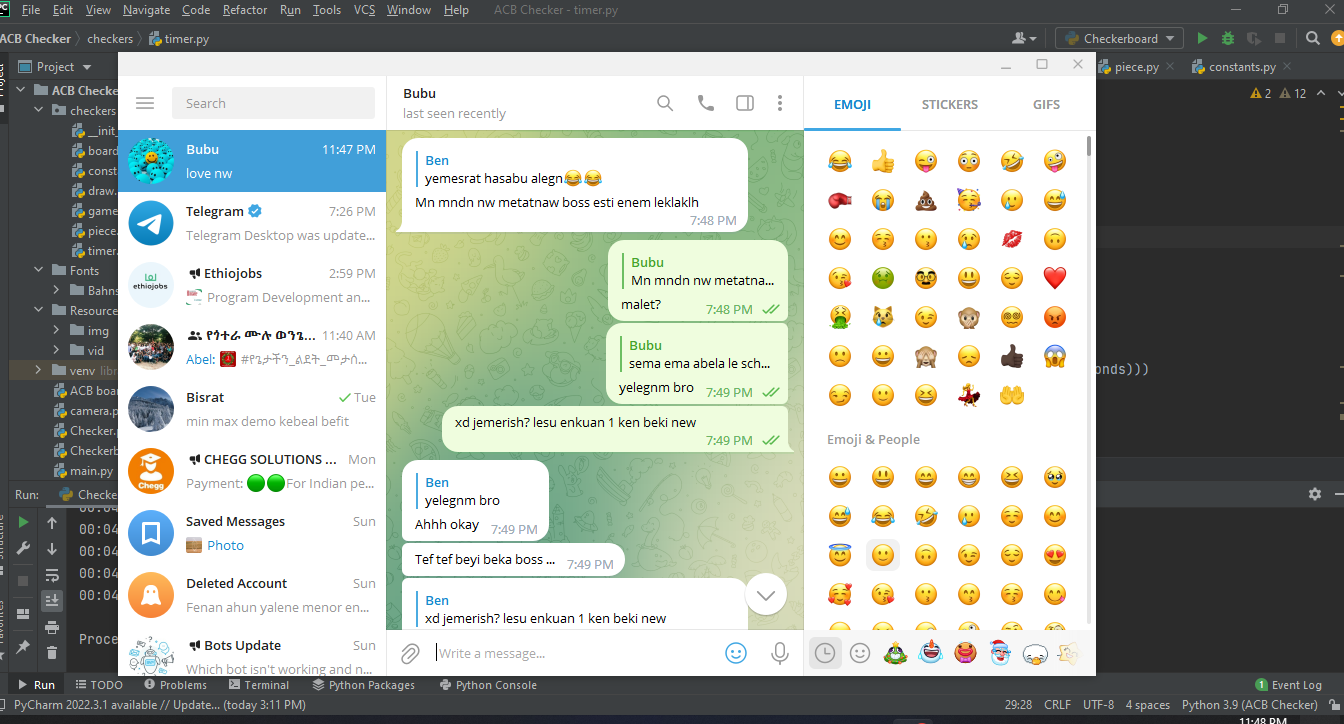 File Edit View Navigate Code Refactor Run Tools VCS Window Help ACB Checker - timer.py
ACB Checker checkers timer.py
Checkerboard
Project
piece.py constants.py
2 12
ACB Checke
checkers
__init_
board
const
draw.
game
piece.
timer.
Fonts
Bahns
Resource
img
vid
venv libr
ACB boar
camera.p
Checker.p
Checkerb
main.py
onds)))
Run: Checke
00:04
00:04
00:04
00:04
00:04
Proce
Search
Bubu 11:47 PM
love nw
Telegram 7:26 PM
Telegram Desktop was update...
ethiojobs
Ethiojobs 2:59 PM
Program Development an...
የጎተራ ሙሉ ወንጌ... 11:40 AM
Abel: #የጌታችን_ልደት_መታሰ...
Bisrat Tue
min max demo kebeal befit
Chegg
CHEGG SOLUTIONS ... Mon
Payment: For Indian pe...
Saved Messages Sun
Photo
Deleted Account Sun
Fenan ahun yalene menor en...
Bots Update Sun
Which bot isn't working and n...
Bubu
last seen recently
Ben
yemesrat hasabu alegn😂😂
Mn mndn nw metatnaw boss esti enem leklaklh
7:48 PM
Bubu
Mn mndn nw metatna...
malet? 7:48 PM
Bubu
sema ema abela le sch...
yelegnm bro 7:49 PM
xd jemerish? lesu enkuan 1 ken beki new
7:49 PM
Ben
yelegnm bro
Ahhh okay 7:49 PM
Tef tef beyi beka boss ... 7:49 PM
Ben
xd jemerish? lesu enkuan 1 ken beki new
Write a message...
EMOJI STICKERS GIFS
Emoji & People
Run TODO Problems Terminal Python Packages Python Console 1 Event Log
PyCharm 2022.3.1 available // Update... (today 3:11 PM) 29:28 CRLF UTF-8 4 spaces Python 3.9 (ACB Checker)
11:48 PM